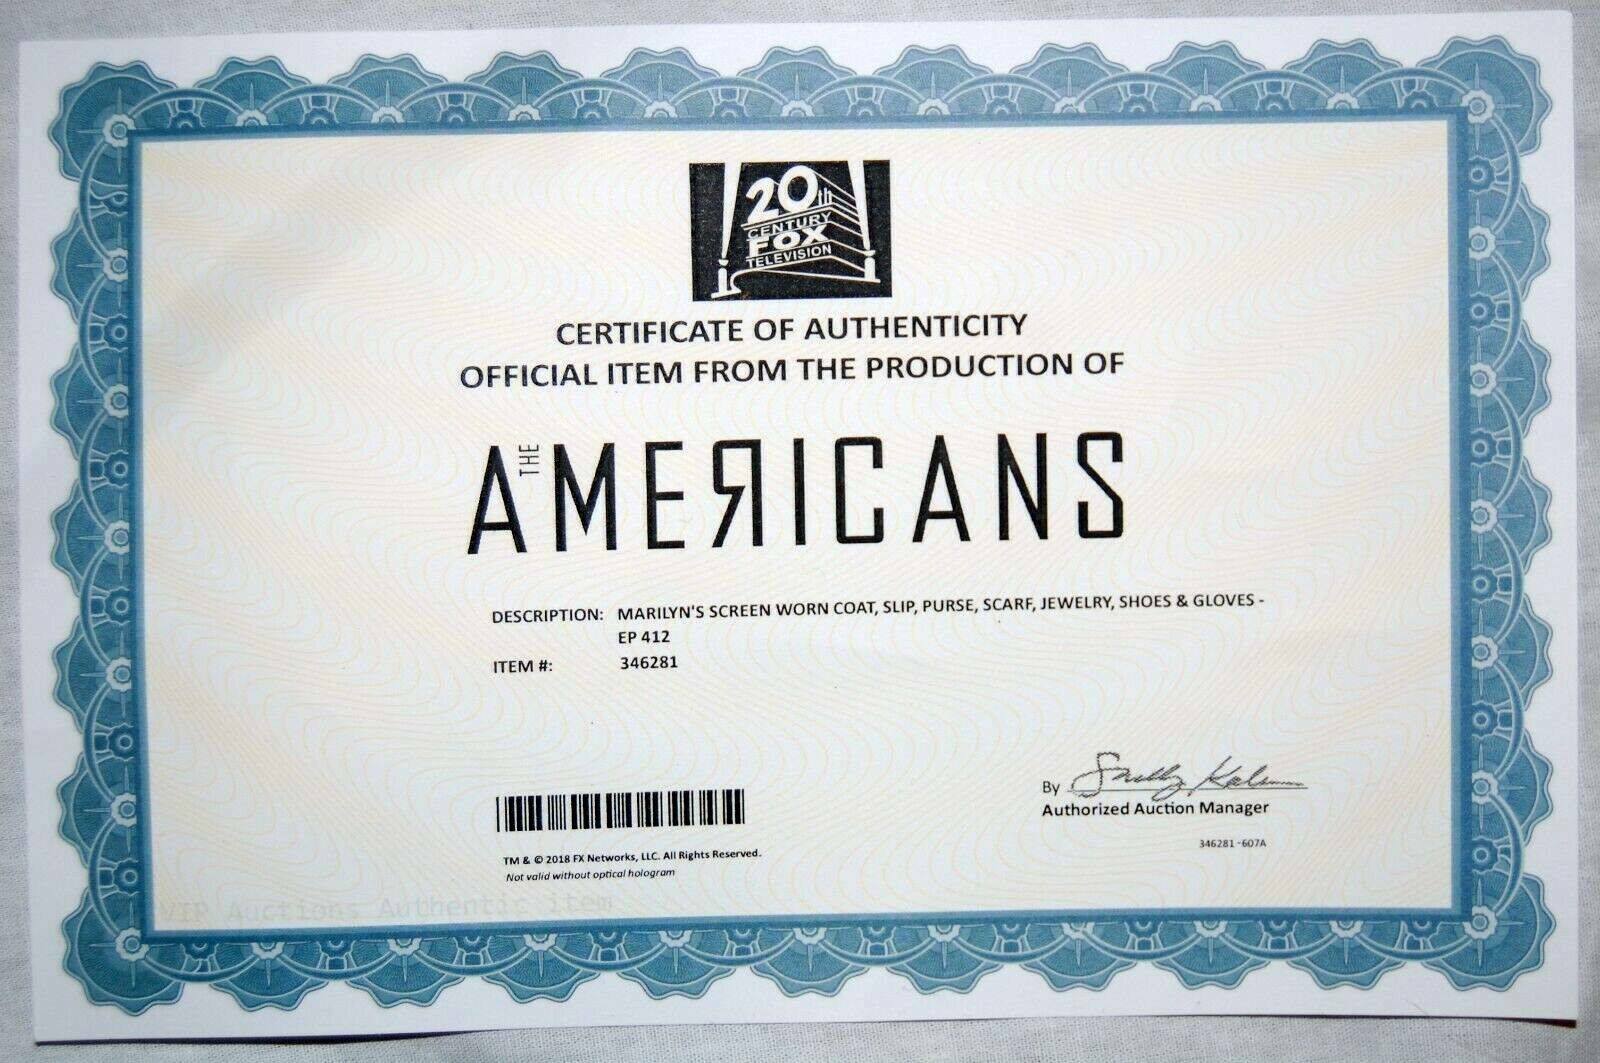 20th
CENTURY
FOX
TELEVISION
CERTIFICATE OF AUTHENTICITY
OFFICIAL ITEM FROM THE PRODUCTION OF
THE AMERICANS
DESCRIPTION: MARILYN'S SCREEN WORN COAT, SLIP, PURSE, SCARF, JEWELRY, SHOES & GLOVES -
EP 412
ITEM #: 346281
By
Authorized Auction Manager
346281-607A
TM & © 2018 FX Networks, LLC. All Rights Reserved.
Not valid without optical hologram
VIP Auctions Authentic item